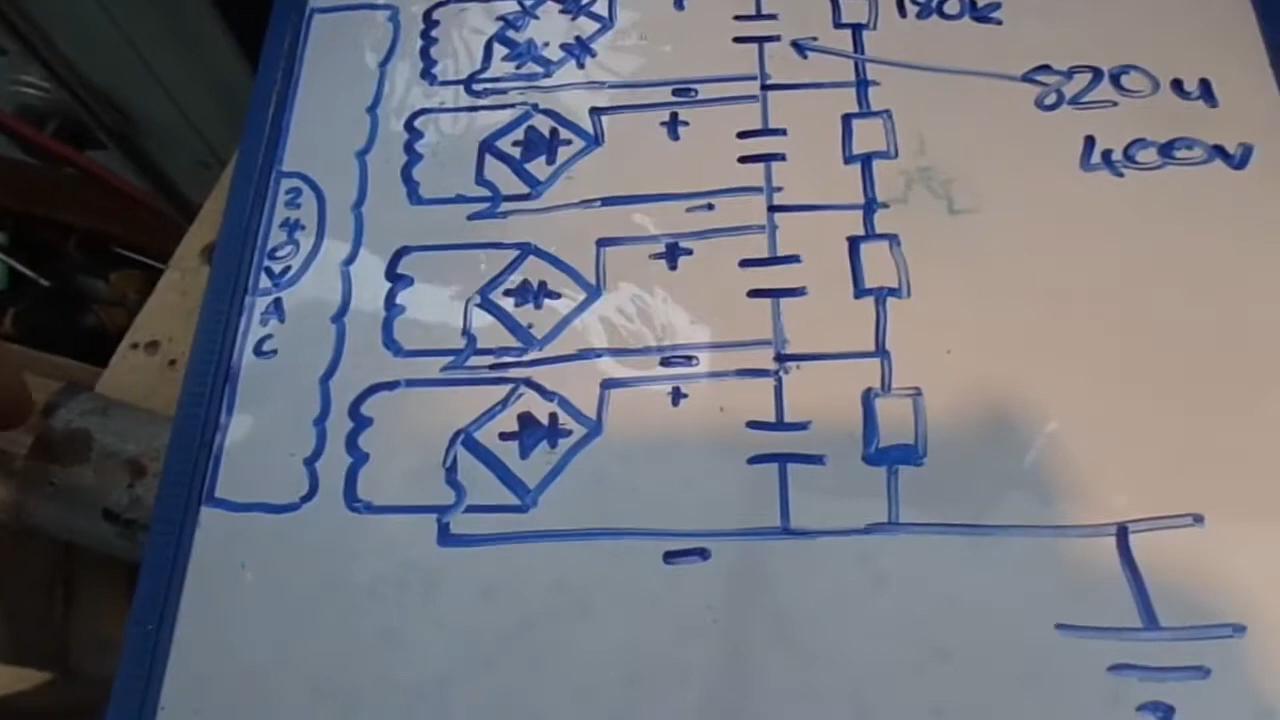 180k
820u
400V
240VAC
+
-
+
-
+
-
+
-